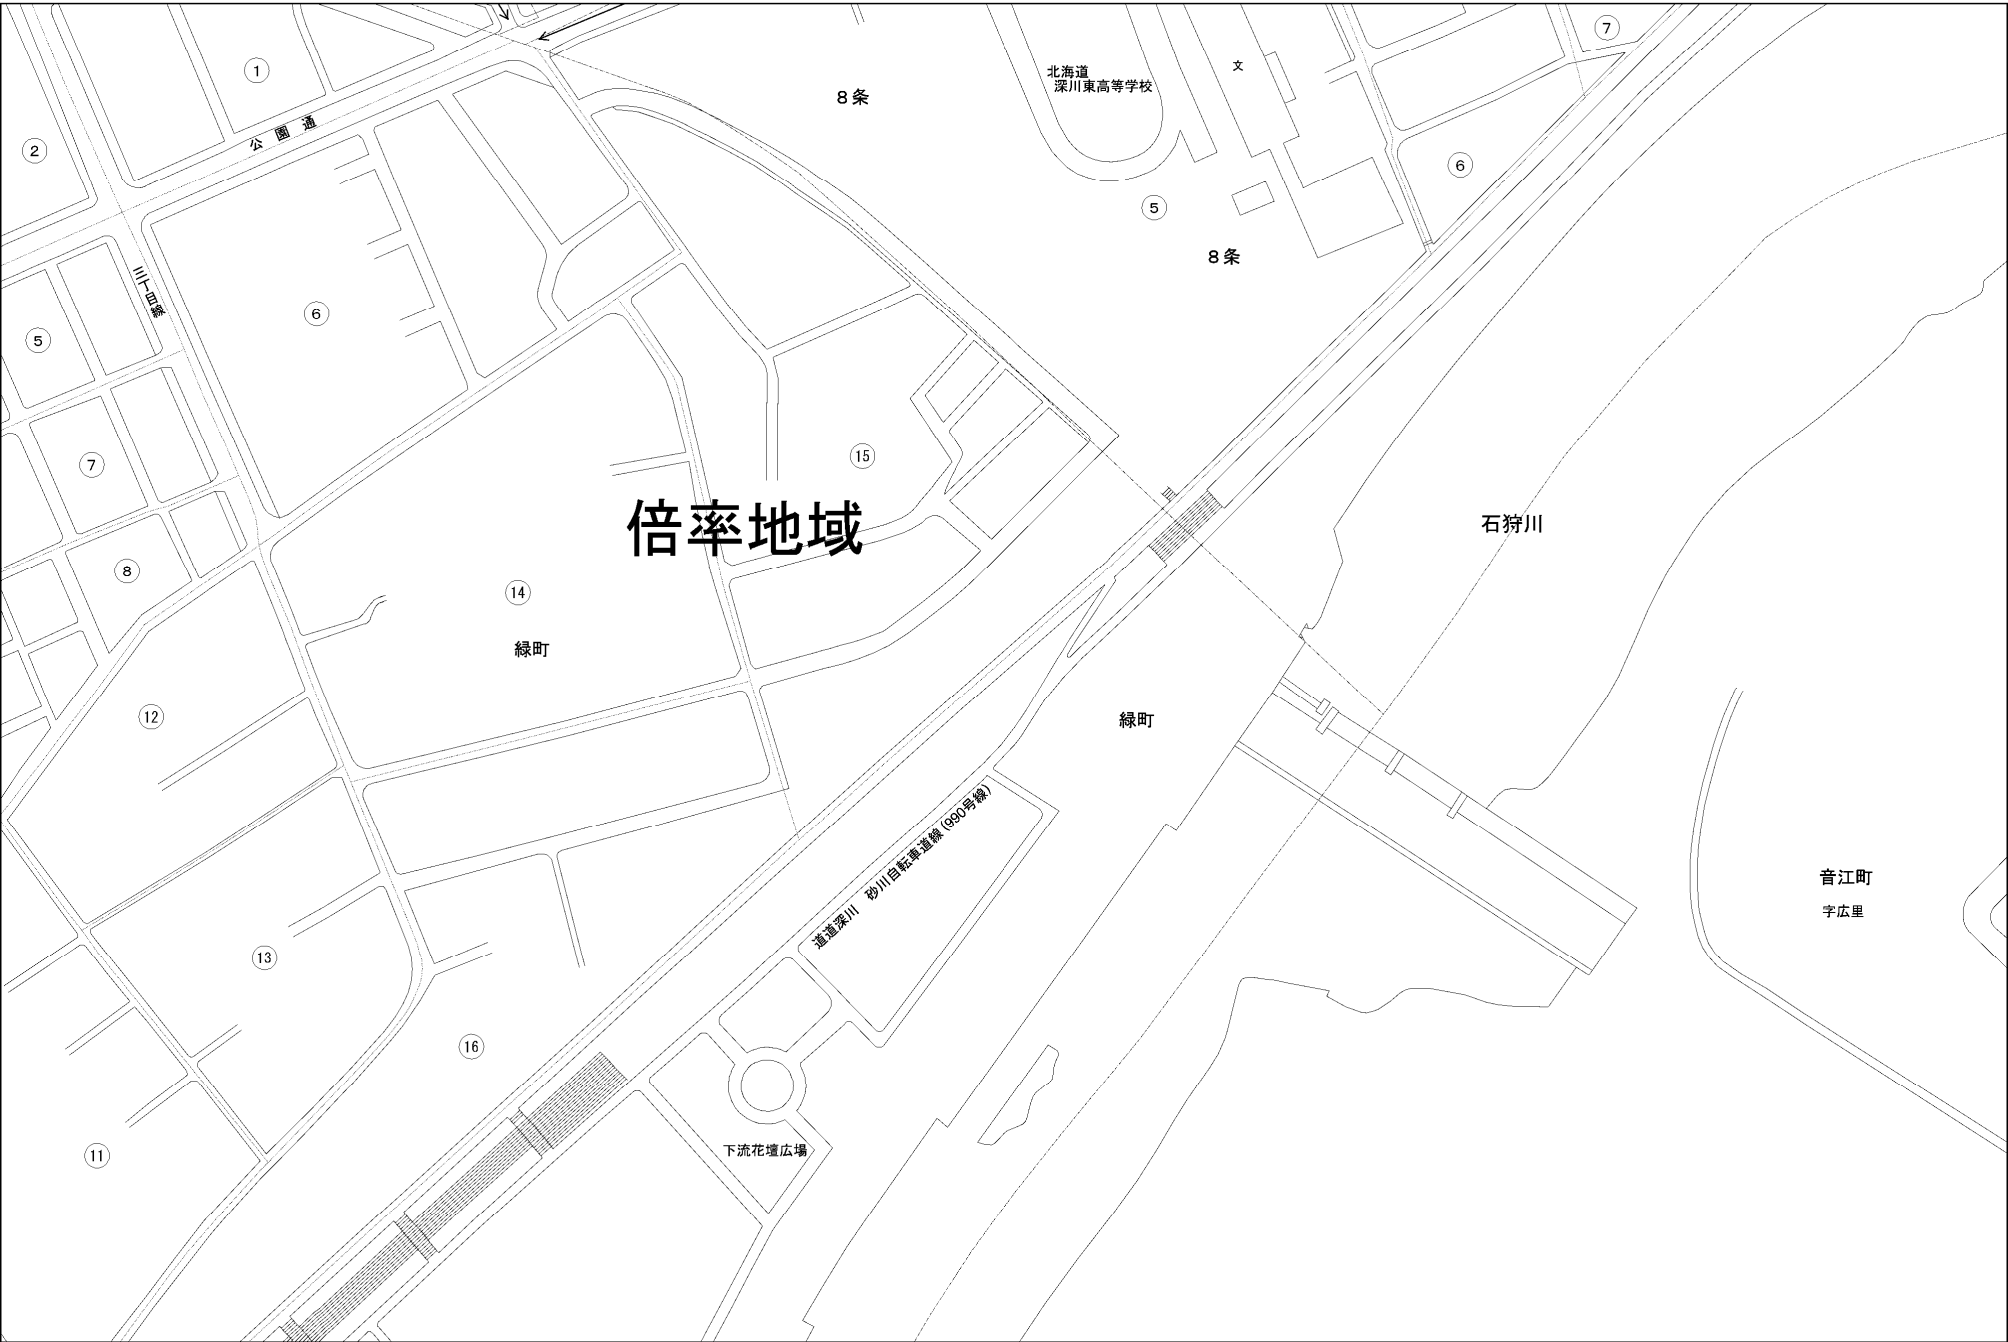 ⑦
①
北海道
深川東高等学校
文
8条
公園通
②
⑥
⑤
8条
三丁目線
⑥
⑤
⑦
⑮
倍率地域
石狩川
⑧
⑭
緑町
⑫
緑町
道道深川 砂川自転車道線(990号線)
音江町
字広里
⑬
⑯
下流花壇広場
⑪